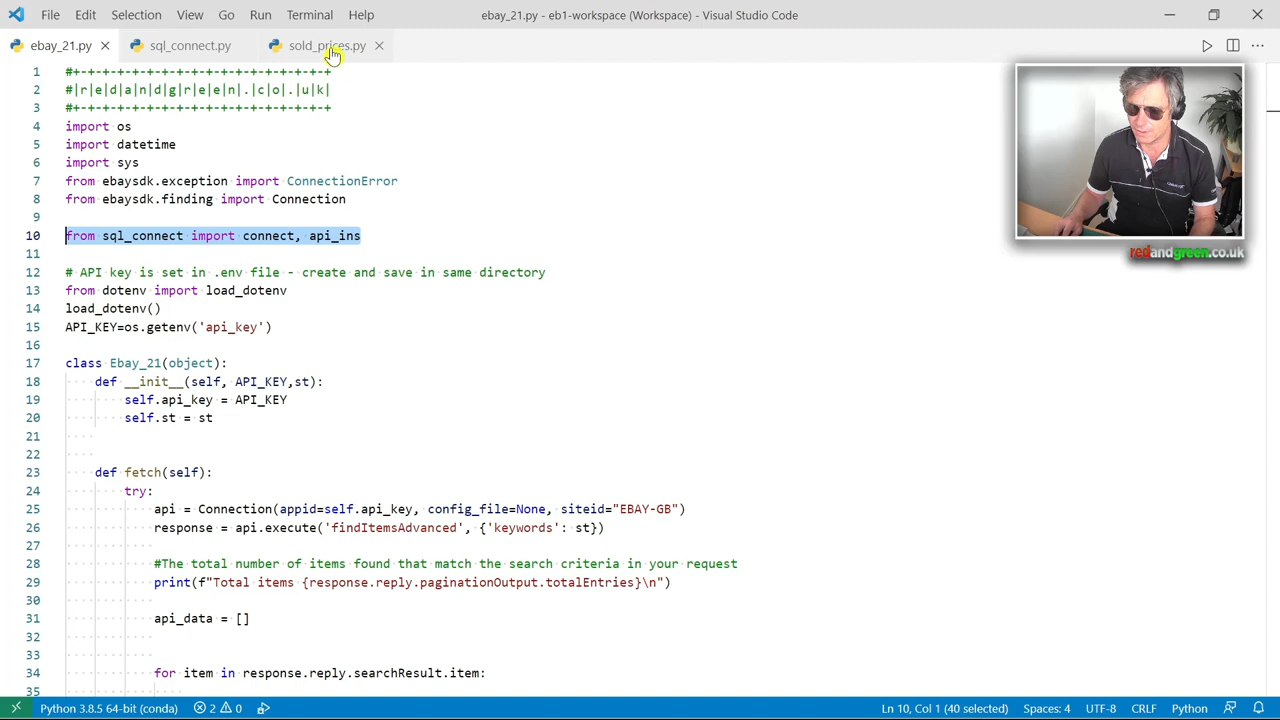 File Edit Selection View Go Run Terminal Help
ebay_21.py - eb1-workspace (Workspace) - Visual Studio Code
ebay_21.py sql_connect.py sold_prices.py
1 #+-+-+-+-+-+-+-+-+-+-+-+-+-+-+-+-+-+
2 #|r|e|d|a|n|d|g|r|e|e|n|.|c|o|.|u|k|
3 #+-+-+-+-+-+-+-+-+-+-+-+-+-+-+-+-+-+
4 import os
5 import datetime
6 import sys
7 from ebaysdk.exception import ConnectionError
8 from ebaysdk.finding import Connection
9
10 from sql_connect import connect, api_ins
11
12 # API key is set in .env file - create and save in same directory
13 from dotenv import load_dotenv
14 load_dotenv()
15 API_KEY=os.getenv('api_key')
16
17 class Ebay_21(object):
18 def __init__(self, API_KEY,st):
19 self.api_key = API_KEY
20 self.st = st
21
22
23 def fetch(self):
24 try:
25 api = Connection(appid=self.api_key, config_file=None, siteid="EBAY-GB")
26 response = api.execute('findItemsAdvanced', {'keywords': st})
27
28 #The total number of items found that match the search criteria in your request
29 print(f"Total items {response.reply.paginationOutput.totalEntries}\n")
30
31 api_data = []
32
33
34 for item in response.reply.searchResult.item:
35
redandgreen.co.uk
Python 3.8.5 64-bit (conda) 2 0 Ln 10, Col 1 (40 selected) Spaces: 4 UTF-8 CRLF Python